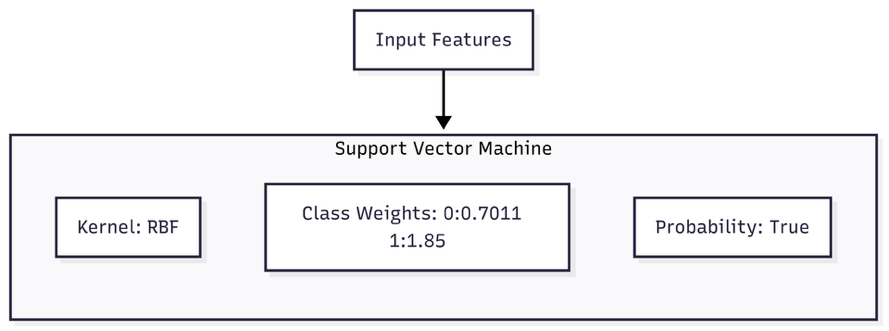 Input Features
Support Vector Machine
Kernel: RBF
Class Weights: 0:0.7011
1:1.85
Probability: True